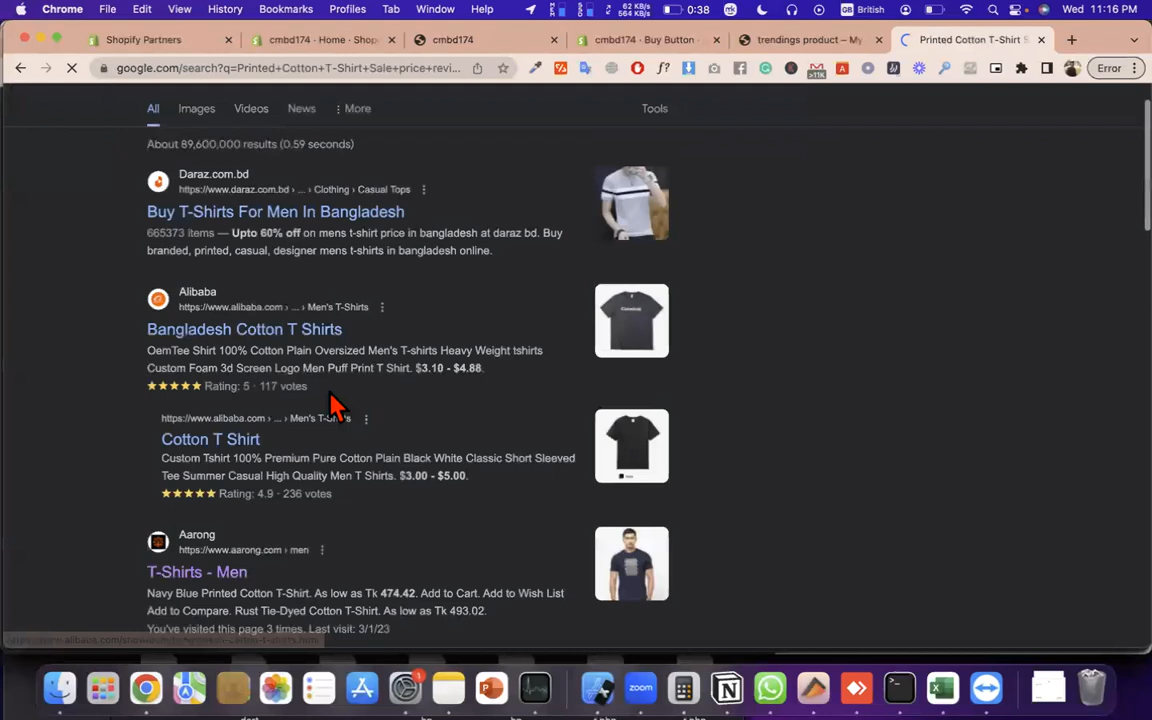 Chrome File Edit View History Bookmarks Profiles Tab Window Help 62 KB 564 KB 0:38 British Wed 11:16 PM
Shopify Partners cmbd174 · Home · Shop cmbd174 cmbd174 · Buy Button · trendings product – My Printed Cotton T-Shirt S
google.com/search?q=Printed+Cotton+T-Shirt+Sale+price+revi... >11K Error
All Images Videos News More Tools
About 89,600,000 results (0.59 seconds)
Daraz.com.bd
https://www.daraz.com.bd › ... › Clothing › Casual Tops
Buy T-Shirts For Men In Bangladesh
665373 items — Upto 60% off on mens t-shirt price in bangladesh at daraz bd. Buy
branded, printed, casual, designer mens t-shirts in bangladesh online.
Alibaba
https://www.alibaba.com › ... › Men's T-Shirts
Bangladesh Cotton T Shirts
OemTee Shirt 100% Cotton Plain Oversized Men's T-shirts Heavy Weight tshirts
Custom Foam 3d Screen Logo Men Puff Print T Shirt. $3.10 - $4.88.
Rating: 5 · 117 votes
https://www.alibaba.com › ... › Men's T-Shirts
Cotton T Shirt
Custom Tshirt 100% Premium Pure Cotton Plain Black White Classic Short Sleeved
Tee Summer Casual High Quality Men T Shirts. $3.00 - $5.00.
Rating: 4.9 · 236 votes
Aarong
https://www.aarong.com › men
T-Shirts - Men
Navy Blue Printed Cotton T-Shirt. As low as Tk 474.42. Add to Cart. Add to Wish List
Add to Compare. Rust Tie-Dyed Cotton T-Shirt. As low as Tk 493.02.
You've visited this page 3 times. Last visit: 3/1/23
zoom